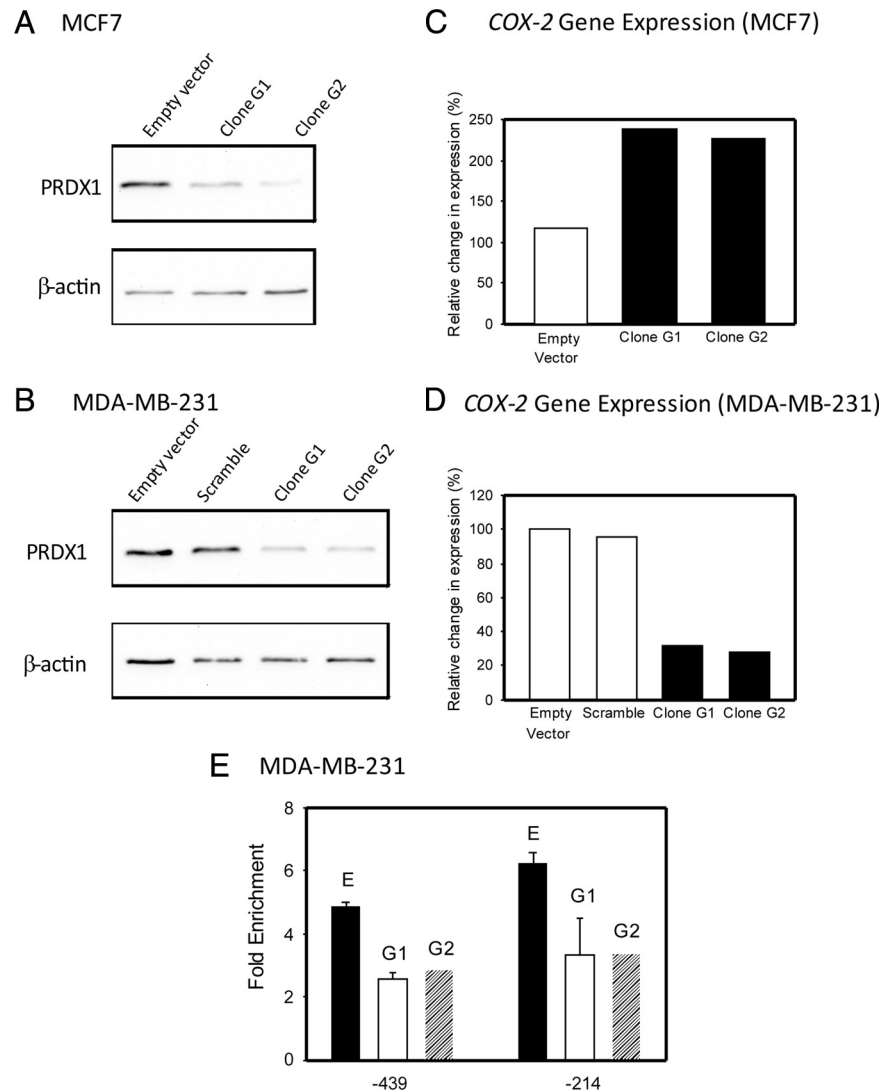 A MCF7
Empty vector
Clone G1
Clone G2
PRDX1
β-actin
C COX-2 Gene Expression (MCF7)
Relative change in expression (%)
250
200
150
100
50
0
Empty Vector
Clone G1
Clone G2
B MDA-MB-231
Empty vector
Scramble
Clone G1
Clone G2
PRDX1
β-actin
D COX-2 Gene Expression (MDA-MB-231)
Relative change in expression (%)
120
100
80
60
40
20
0
Empty Vector
Scramble
Clone G1
Clone G2
E MDA-MB-231
Fold Enrichment
8
6
4
2
0
E
G1
G2
E
G1
G2
-439
-214